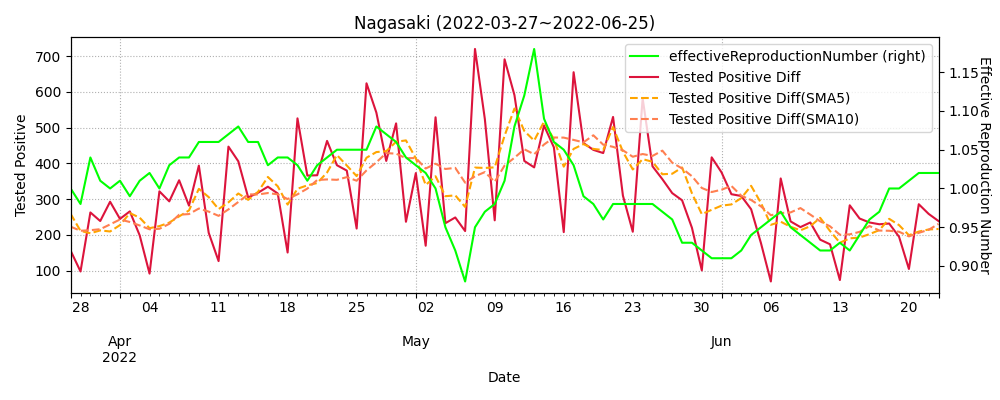 Nagasaki (2022-03-27~2022-06-25)
effectiveReproductionNumber (right)
Tested Positive Diff
Tested Positive Diff(SMA5)
Tested Positive Diff(SMA10)
Tested Positive
700
600
500
400
300
200
100
Effective Reproduction Number
1.15
1.10
1.05
1.00
0.95
0.90
28 04 11 18 25 02 09 16 23 30 06 13 20
Apr May Jun
2022
Date